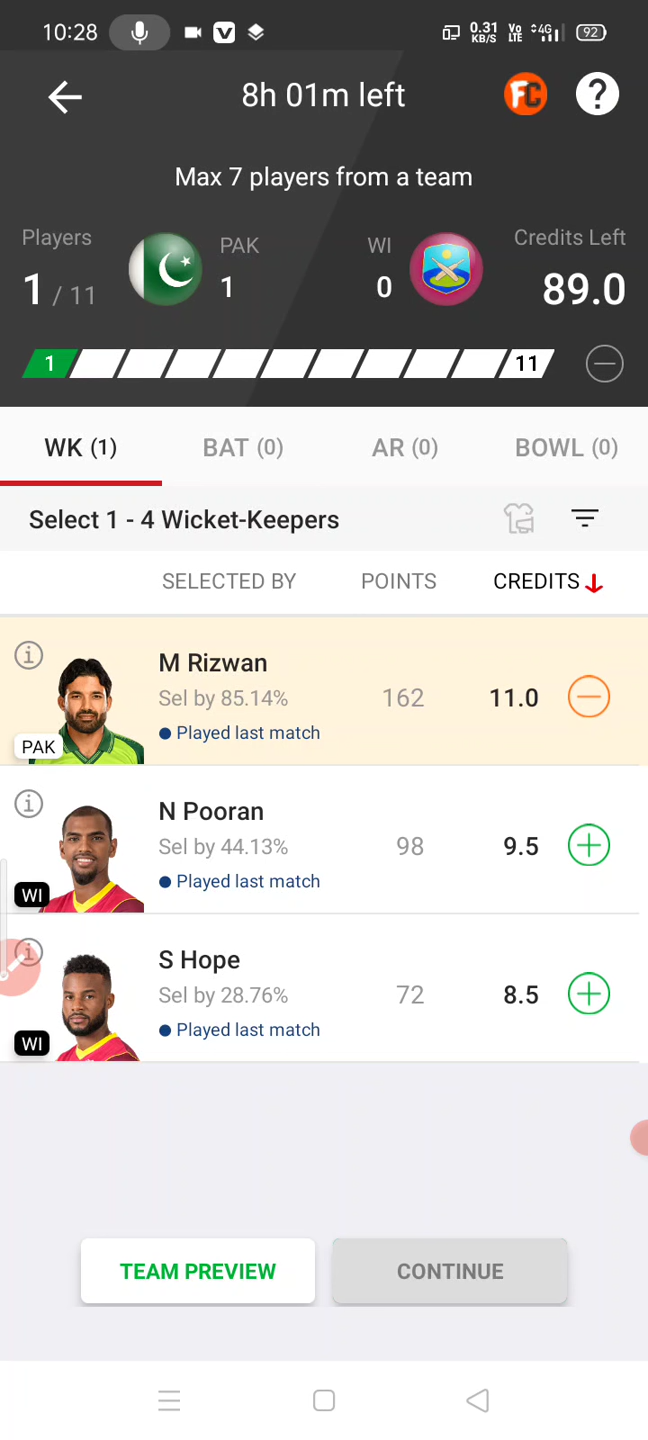 10:28 0.31 KB/S Vo LTE 4G 92
8h 01m left FC ?
Max 7 players from a team
Players PAK WI Credits Left
1 / 11 1 0 89.0
1 11
WK (1) BAT (0) AR (0) BOWL (0)
Select 1 - 4 Wicket-Keepers
SELECTED BY POINTS CREDITS
M Rizwan
Sel by 85.14% 162 11.0
Played last match
PAK
N Pooran
Sel by 44.13% 98 9.5
Played last match
WI
S Hope
Sel by 28.76% 72 8.5
Played last match
WI
TEAM PREVIEW CONTINUE